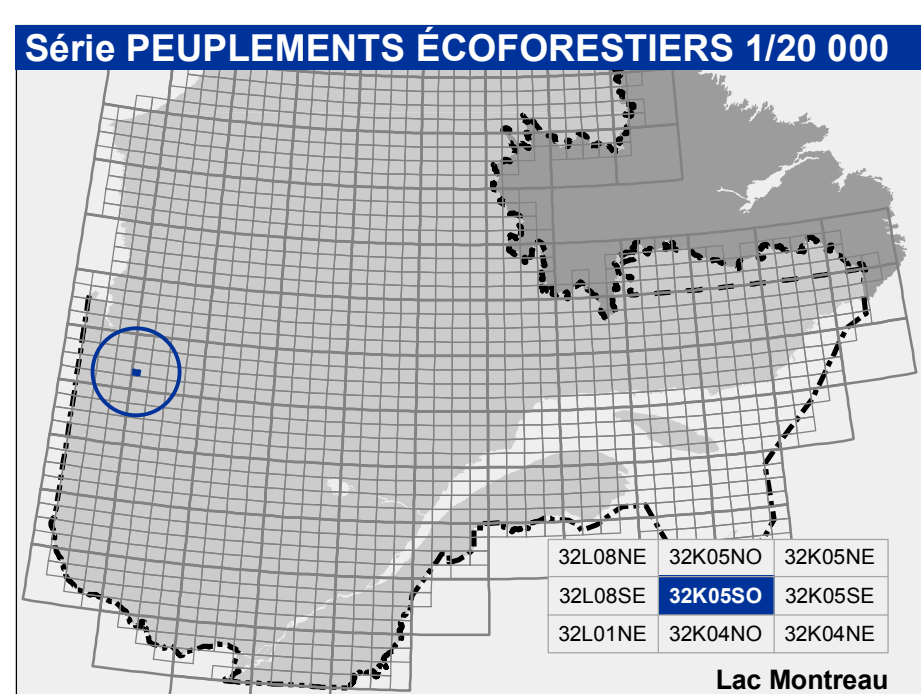 Série PEUPLEMENTS ÉCOFORESTIERS 1/20 000
32L08NE 32K05NO 32K05NE
32L08SE 32K05SO 32K05SE
32L01NE 32K04NO 32K04NE
Lac Montreau